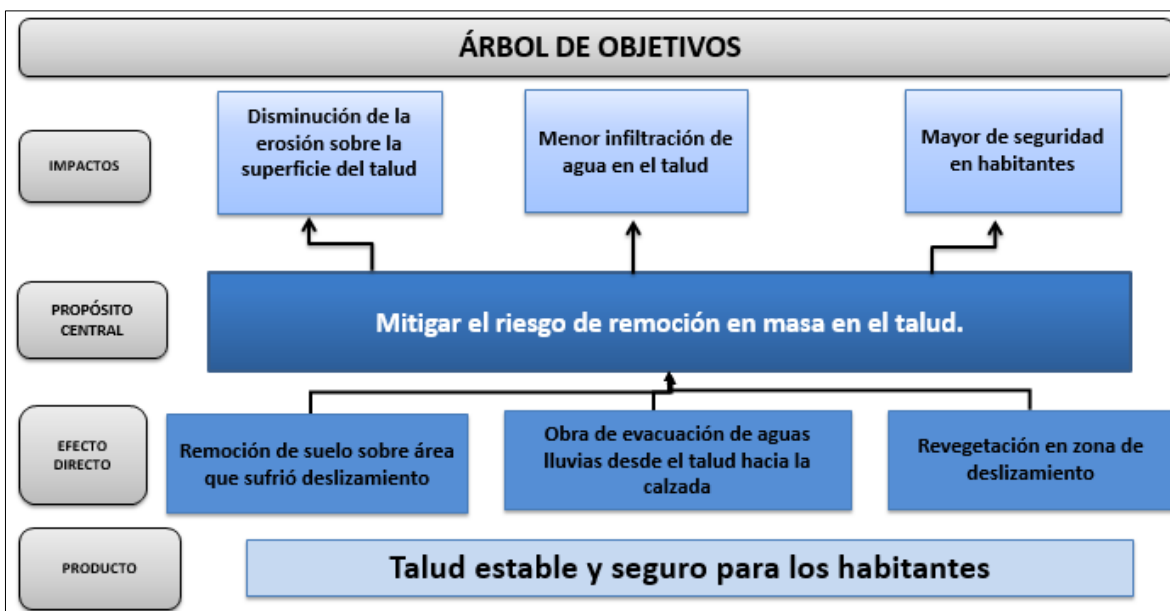 ÁRBOL DE OBJETIVOS
IMPACTOS
Disminución de la
erosión sobre la
superficie del talud
Menor infiltración de
agua en el talud
Mayor de seguridad
en habitantes
PROPÓSITO
CENTRAL
Mitigar el riesgo de remoción en masa en el talud.
EFECTO
DIRECTO
Remoción de suelo sobre área
que sufrió deslizamiento
Obra de evacuación de aguas
lluvias desde el talud hacia la
calzada
Revegetación en zona de
deslizamiento
PRODUCTO
Talud estable y seguro para los habitantes